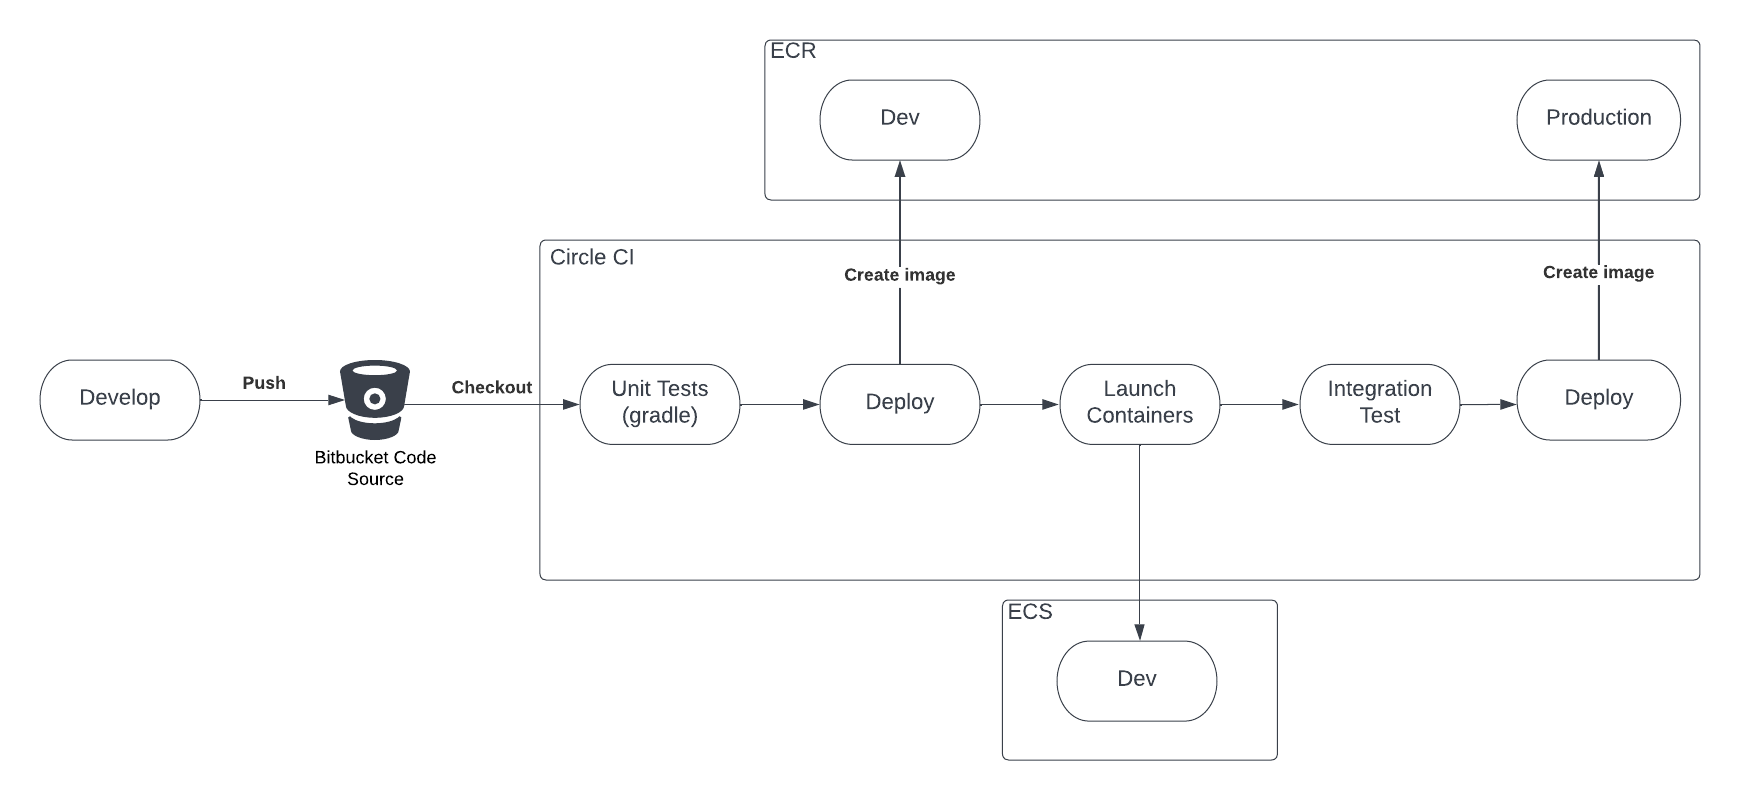 ECR
Dev
Production
Circle CI
Create image
Create image
Develop
Push
Bitbucket Code
Source
Checkout
Unit Tests
(gradle)
Deploy
Launch
Containers
Integration
Test
Deploy
ECS
Dev